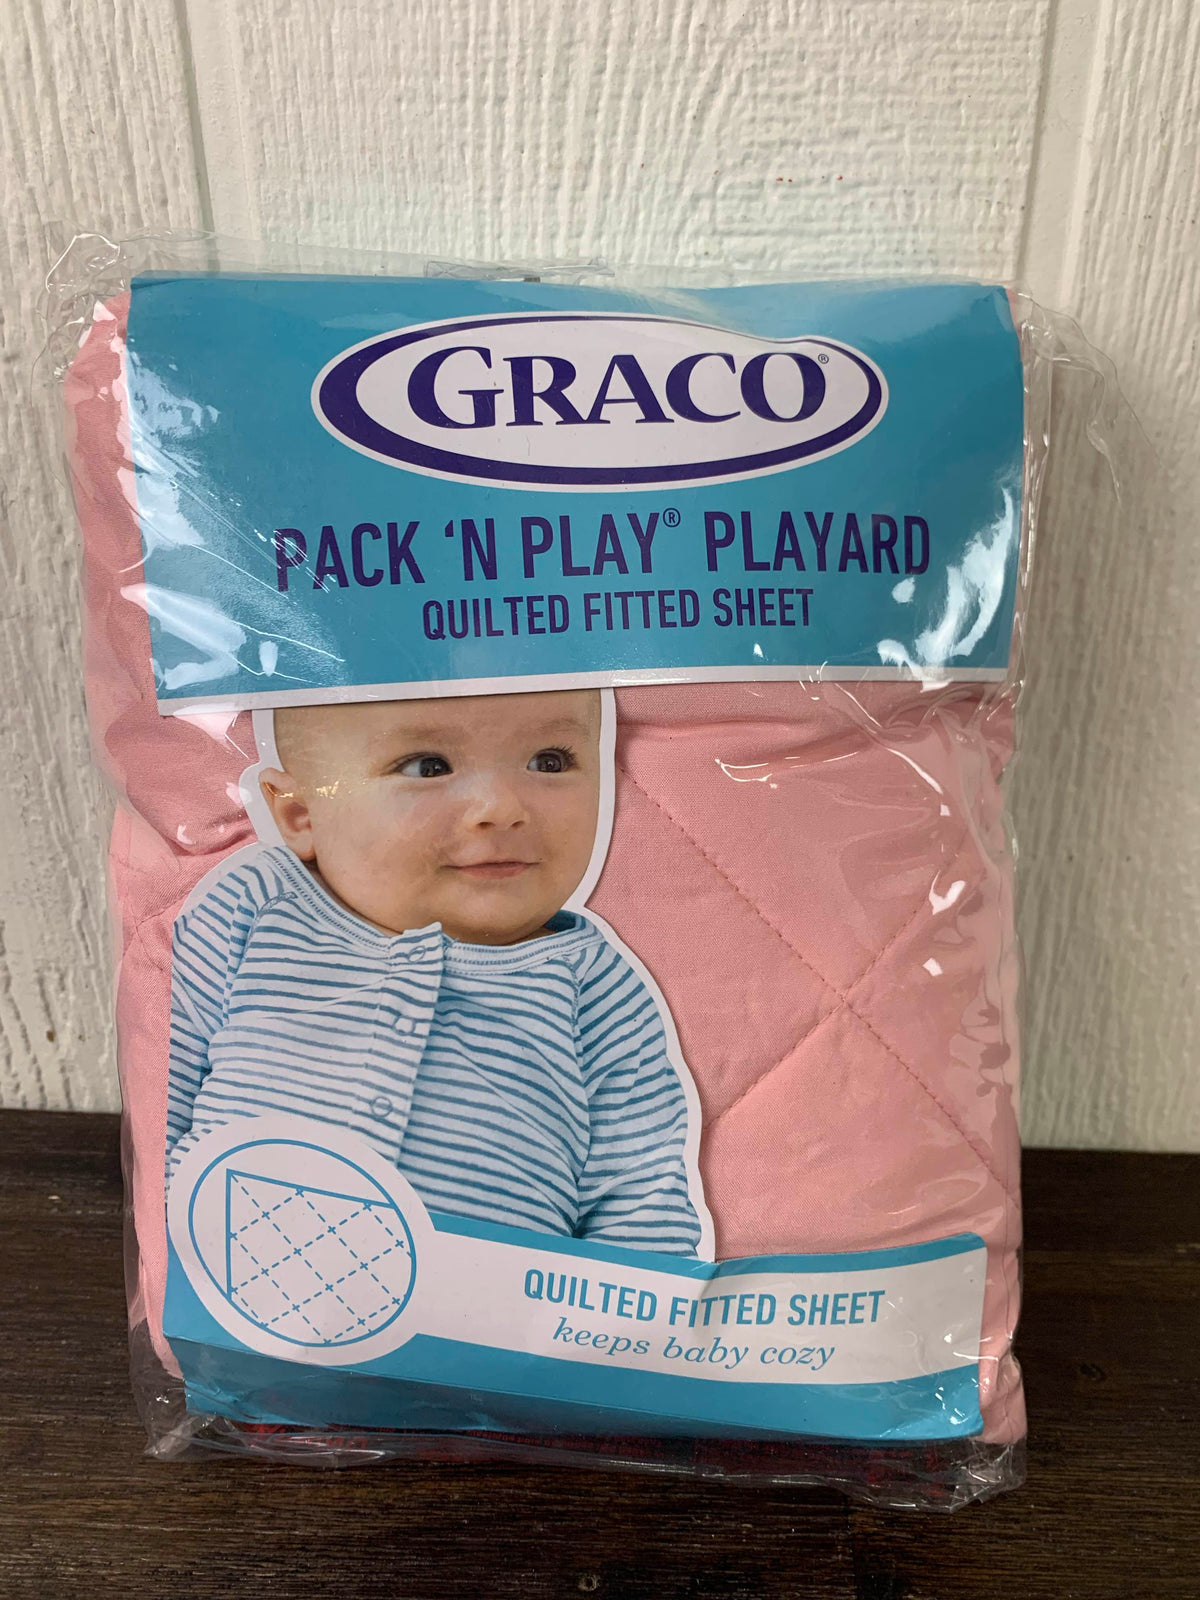 GRACO®
PACK 'N PLAY® PLAYARD
QUILTED FITTED SHEET
QUILTED FITTED SHEET
keeps baby cozy